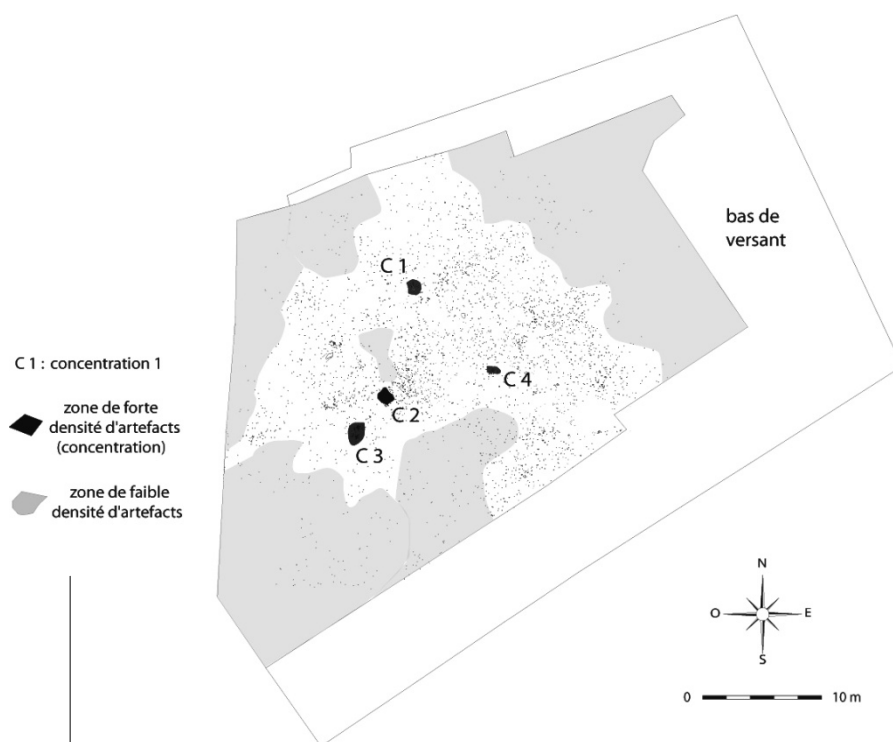 C 1
bas de
versant
C 1 : concentration 1
C 4
zone de forte
densité d'artefacts
(concentration)
C 2
C 3
zone de faible
densité d'artefacts
N
O
E
S
0
10 m